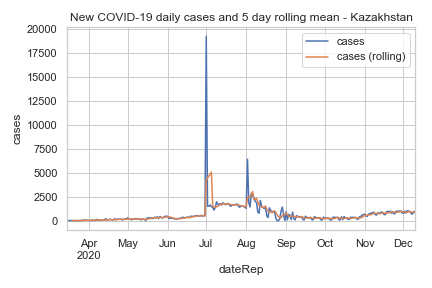 New COVID-19 daily cases and 5 day rolling mean - Kazakhstan
20000
17500
15000
12500
10000
7500
5000
2500
0
cases
cases
cases (rolling)
Apr
2020
May
Jun
Jul
Aug
Sep
Oct
Nov
Dec
dateRep